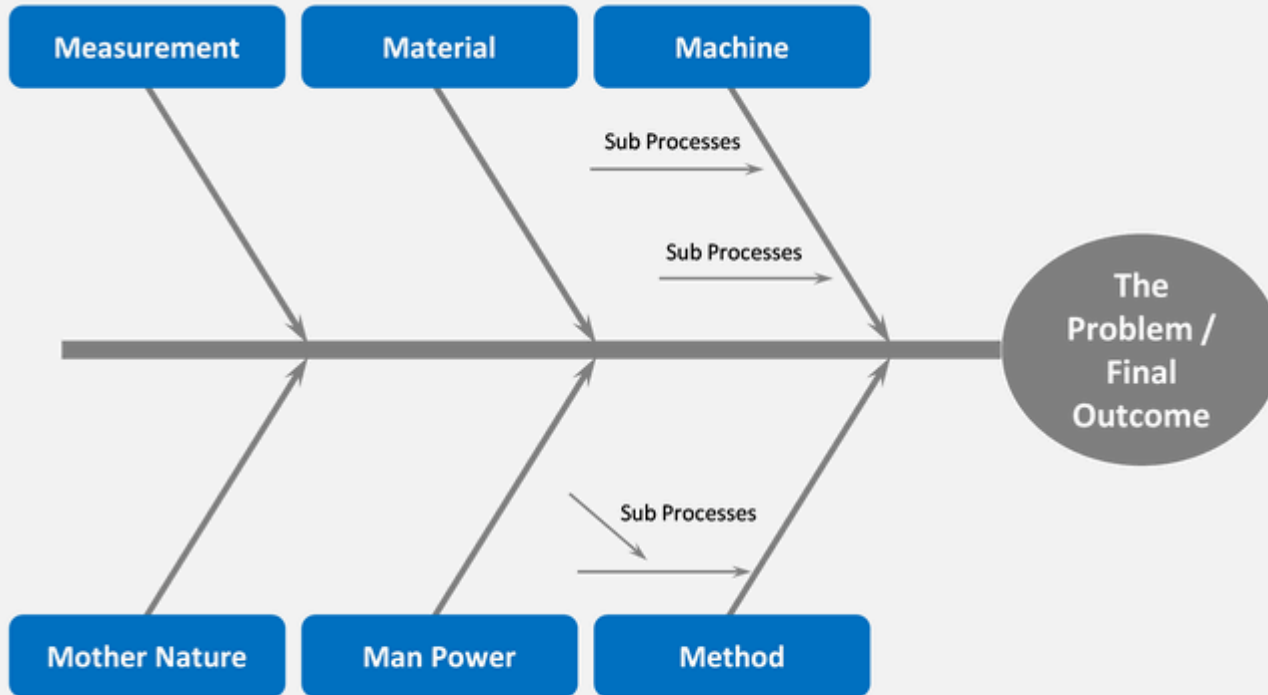 Measurement
Material
Machine
Sub Processes
Sub Processes
The
Problem /
Final
Outcome
Sub Processes
Mother Nature
Man Power
Method